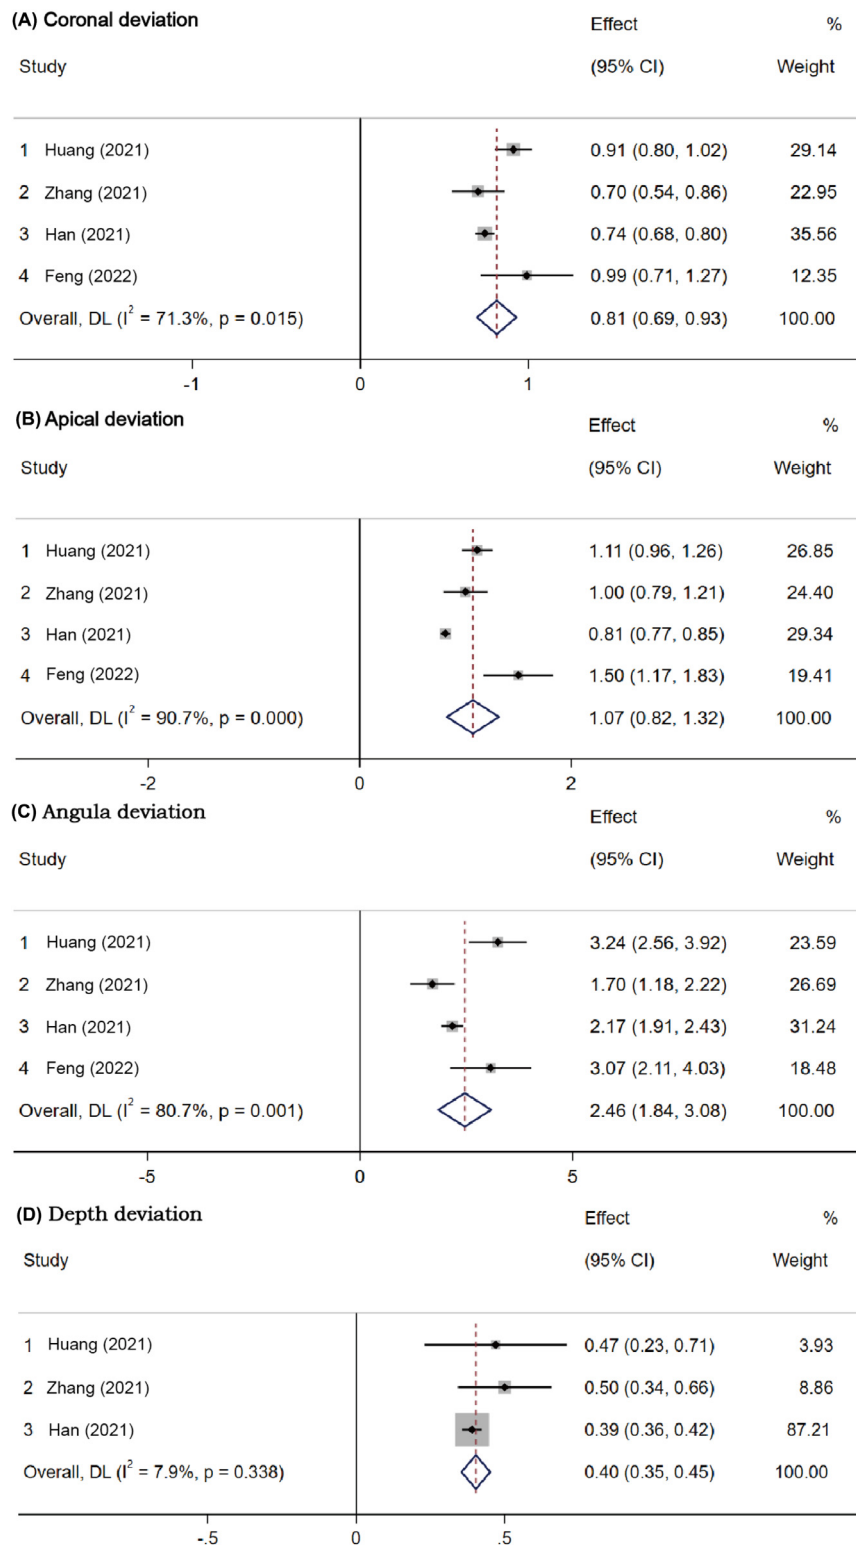 (A) Coronal deviation
Effect %
Study (95% CI) Weight
1 Huang (2021) 0.91 (0.80, 1.02) 29.14
2 Zhang (2021) 0.70 (0.54, 0.86) 22.95
3 Han (2021) 0.74 (0.68, 0.80) 35.56
4 Feng (2022) 0.99 (0.71, 1.27) 12.35
Overall, DL (I² = 71.3%, p = 0.015) 0.81 (0.69, 0.93) 100.00
-1 0 1
(B) Apical deviation
Effect %
Study (95% CI) Weight
1 Huang (2021) 1.11 (0.96, 1.26) 26.85
2 Zhang (2021) 1.00 (0.79, 1.21) 24.40
3 Han (2021) 0.81 (0.77, 0.85) 29.34
4 Feng (2022) 1.50 (1.17, 1.83) 19.41
Overall, DL (I² = 90.7%, p = 0.000) 1.07 (0.82, 1.32) 100.00
-2 0 2
(C) Angula deviation
Effect %
Study (95% CI) Weight
1 Huang (2021) 3.24 (2.56, 3.92) 23.59
2 Zhang (2021) 1.70 (1.18, 2.22) 26.69
3 Han (2021) 2.17 (1.91, 2.43) 31.24
4 Feng (2022) 3.07 (2.11, 4.03) 18.48
Overall, DL (I² = 80.7%, p = 0.001) 2.46 (1.84, 3.08) 100.00
-5 0 5
(D) Depth deviation
Effect %
Study (95% CI) Weight
1 Huang (2021) 0.47 (0.23, 0.71) 3.93
2 Zhang (2021) 0.50 (0.34, 0.66) 8.86
3 Han (2021) 0.39 (0.36, 0.42) 87.21
Overall, DL (I² = 7.9%, p = 0.338) 0.40 (0.35, 0.45) 100.00
-.5 0 .5